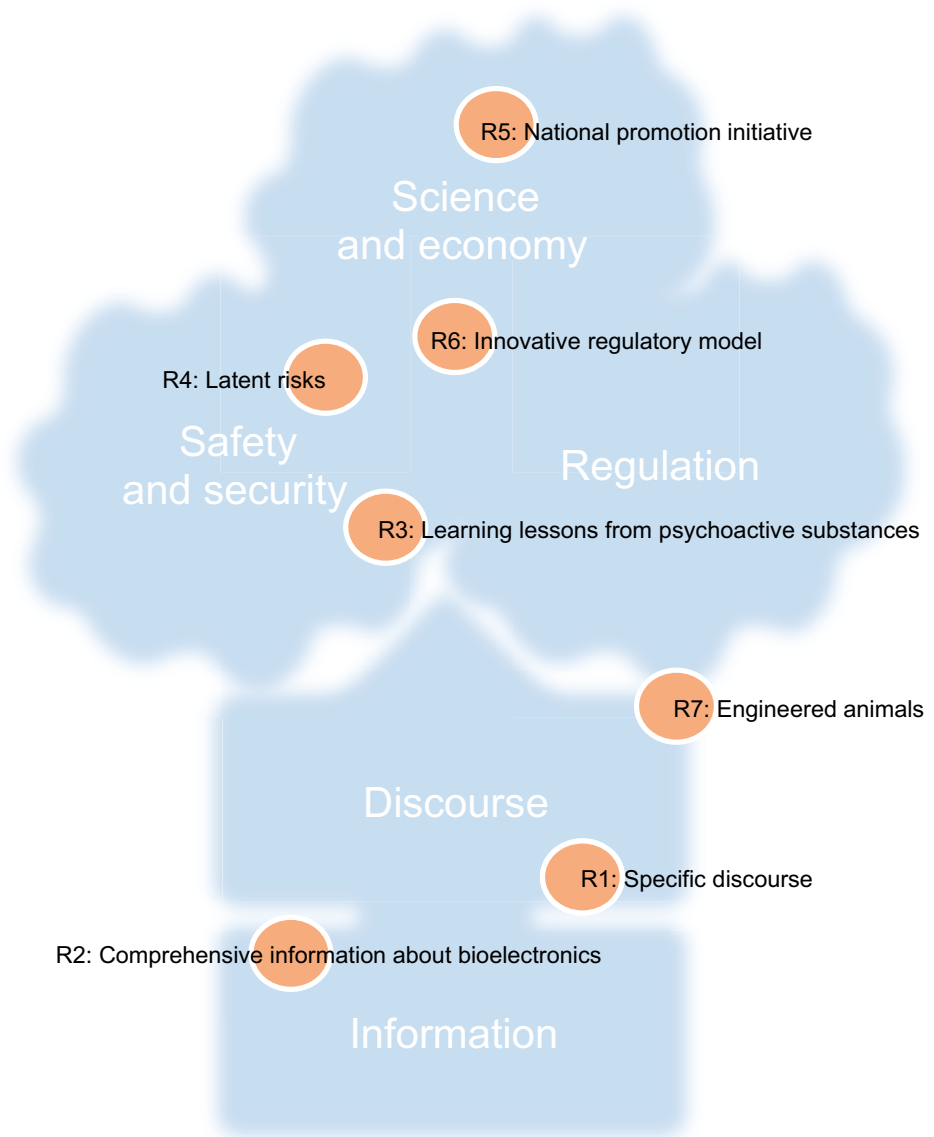 R5: National promotion initiative
Science
and economy
R6: Innovative regulatory model
R4: Latent risks
Safety
and security
Regulation
R3: Learning lessons from psychoactive substances
R7: Engineered animals
Discourse
R1: Specific discourse
R2: Comprehensive information about bioelectronics
Information